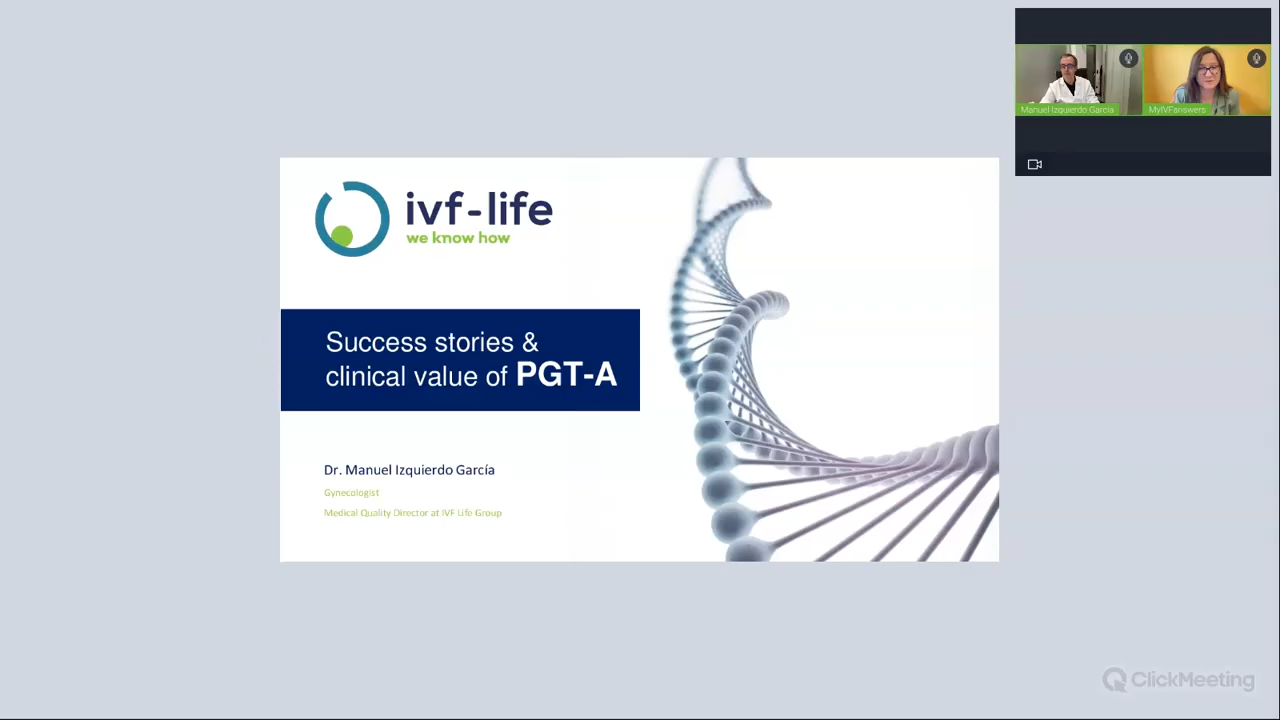 Manuel Izquierdo Garcia
MyIVFanswers
ivf-life
we know how
Success stories &
clinical value of PGT-A
Dr. Manuel Izquierdo García
Gynecologist
Medical Quality Director at IVF Life Group
ClickMeeting